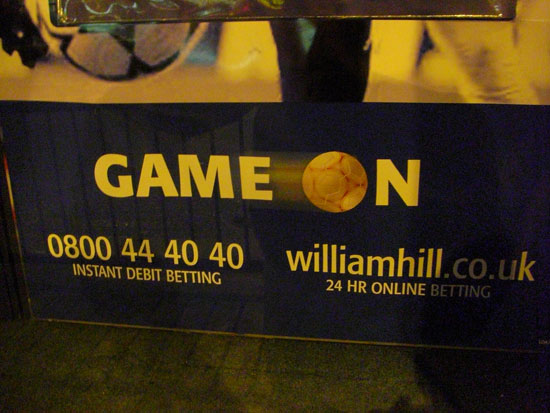 GAME ON
0800 44 40 40
INSTANT DEBIT BETTING
williamhill.co.uk
24 HR ONLINE BETTING